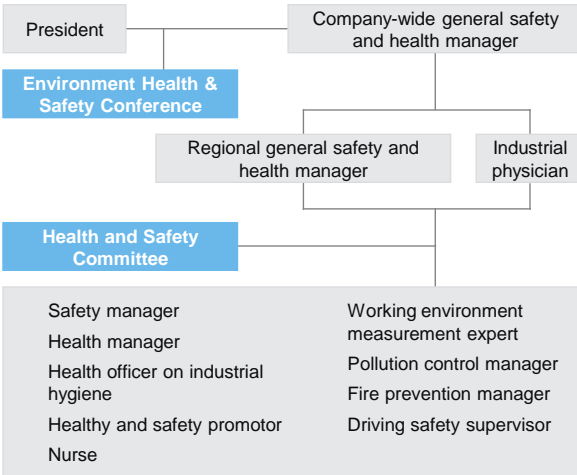 President
Company-wide general safety
and health manager
Environment Health &
Safety Conference
Regional general safety and
health manager
Industrial
physician
Health and Safety
Committee
Safety manager
Health manager
Health officer on industrial
hygiene
Healthy and safety promotor
Nurse
Working environment
measurement expert
Pollution control manager
Fire prevention manager
Driving safety supervisor